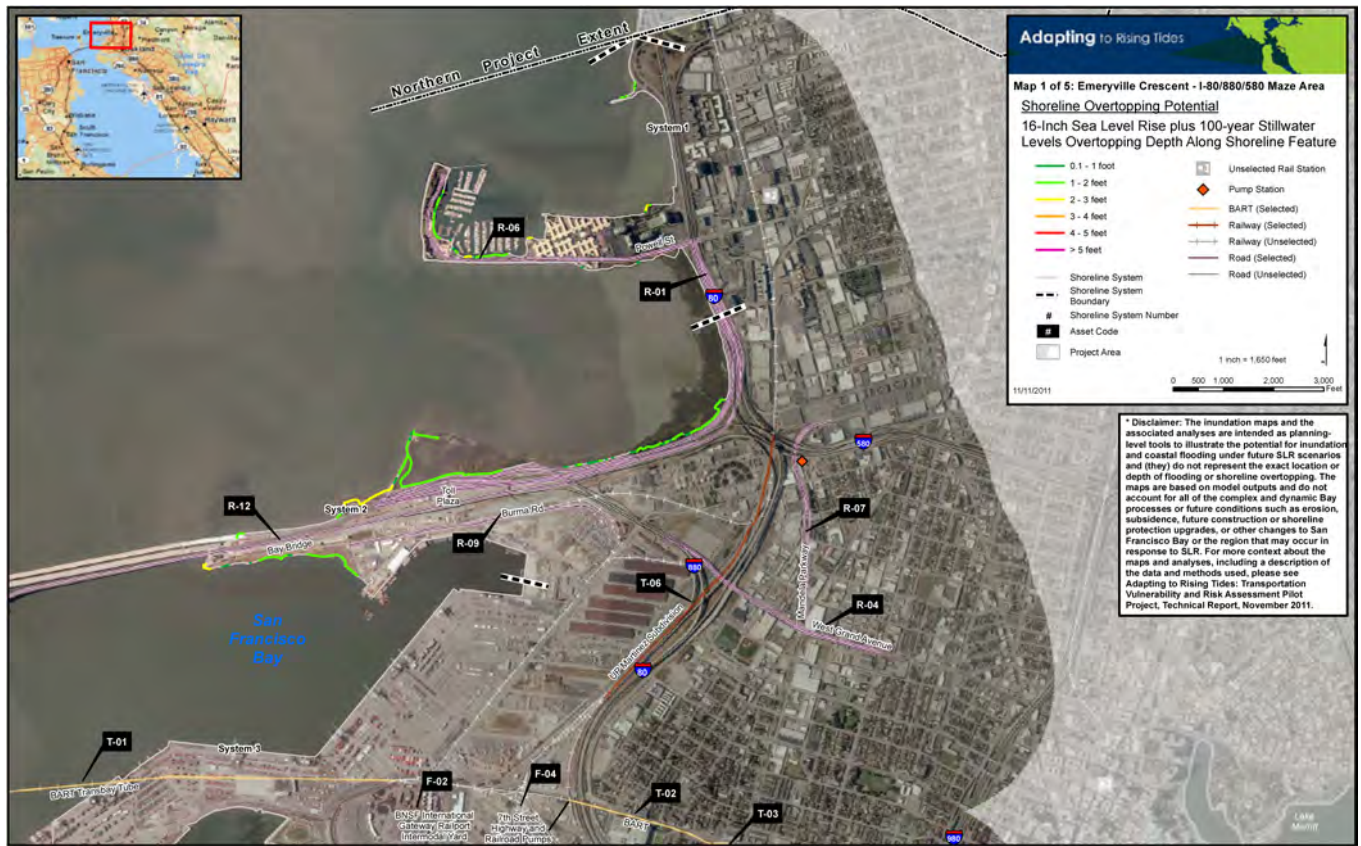 Northern Project Extent
System 1
R-06
Powell St
R-01
80
580
Toll
Plaza
System 2
R-12
Bay Bridge
Burma Rd
R-09
R-07
Mandela Parkway
880
T-06
R-04
West Grand Avenue
UP Martinez Subdivision
80
San
Francisco
Bay
System 3
T-01
BART Transbay Tube
F-02
BNSF International
Gateway Railport
Intermodal Yard
F-04
7th Street
Highway and
Railroad Pumps
T-02
BART
T-03
980
Lake
Merritt
Emeryville
San
Francisco
Oakland
Hayward
Brisbane
Adapting to Rising Tides
Map 1 of 5: Emeryville Crescent - I-80/880/580 Maze Area
Shoreline Overtopping Potential
16-Inch Sea Level Rise plus 100-year Stillwater
Levels Overtopping Depth Along Shoreline Feature
0.1 - 1 foot
1 - 2 feet
2 - 3 feet
3 - 4 feet
4 - 5 feet
> 5 feet
Shoreline System
Shoreline System
Boundary
# Shoreline System Number
# Asset Code
Project Area
Unselected Rail Station
Pump Station
BART (Selected)
Railway (Selected)
Railway (Unselected)
Road (Selected)
Road (Unselected)
1 inch = 1,650 feet
11/11/2011
0 500 1,000 2,000 3,000
Feet
* Disclaimer: The inundation maps and the
associated analyses are intended as planning-
level tools to illustrate the potential for inundation
and coastal flooding under future SLR scenarios
and (they) do not represent the exact location or
depth of flooding or shoreline overtopping. The
maps are based on model outputs and do not
account for all of the complex and dynamic Bay
processes or future conditions such as erosion,
subsidence, future construction or shoreline
protection upgrades, or other changes to San
Francisco Bay or the region that may occur in
response to SLR. For more context about the
maps and analyses, including a description of
the data and methods used, please see
Adapting to Rising Tides: Transportation
Vulnerability and Risk Assessment Pilot
Project, Technical Report, November 2011.